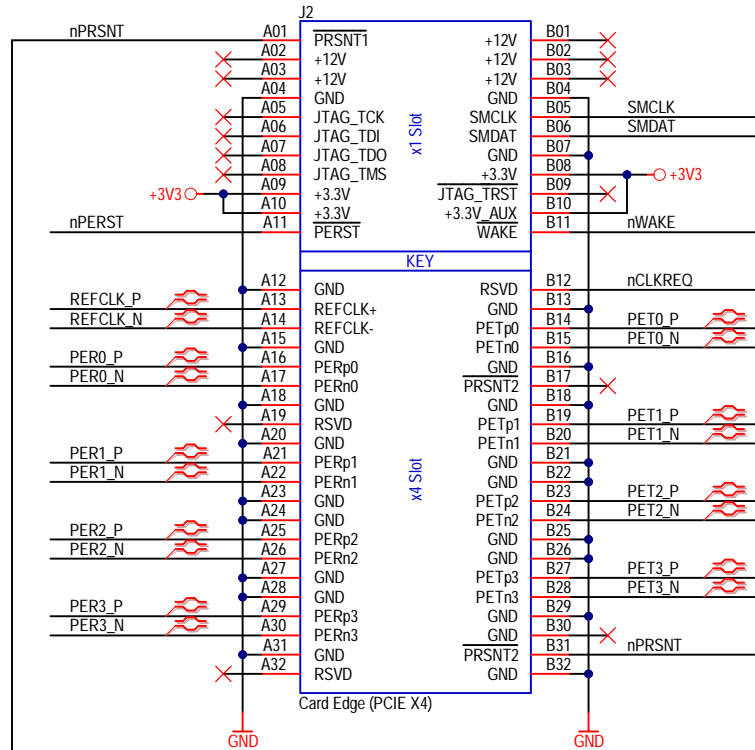 J2
nPRSNT A01 PRSNT1 +12V B01
A02 +12V +12V B02
A03 +12V +12V B03
A04 GND GND B04
A05 JTAG_TCK SMCLK B05 SMCLK
A06 JTAG_TDI SMDAT B06 SMDAT
A07 JTAG_TDO GND B07
A08 JTAG_TMS +3.3V B08 +3V3
+3V3 A09 +3.3V JTAG_TRST B09
A10 +3.3V +3.3V_AUX B10
nPERST A11 PERST WAKE B11 nWAKE
x1 Slot
KEY
A12 GND RSVD B12 nCLKREQ
REFCLK_P A13 REFCLK+ GND B13
REFCLK_N A14 REFCLK- PETp0 B14 PET0_P
A15 GND PETn0 B15 PET0_N
PER0_P A16 PERp0 GND B16
PER0_N A17 PERn0 PRSNT2 B17
A18 GND GND B18
A19 RSVD PETp1 B19 PET1_P
A20 GND PETn1 B20 PET1_N
PER1_P A21 PERp1 GND B21
PER1_N A22 PERn1 GND B22
A23 GND PETp2 B23 PET2_P
A24 GND PETn2 B24 PET2_N
PER2_P A25 PERp2 GND B25
PER2_N A26 PERn2 GND B26
A27 GND PETp3 B27 PET3_P
A28 GND PETn3 B28 PET3_N
PER3_P A29 PERp3 GND B29
PER3_N A30 PERn3 GND B30
A31 GND PRSNT2 B31 nPRSNT
A32 RSVD GND B32
x4 Slot
Card Edge (PCIE X4)
GND GND